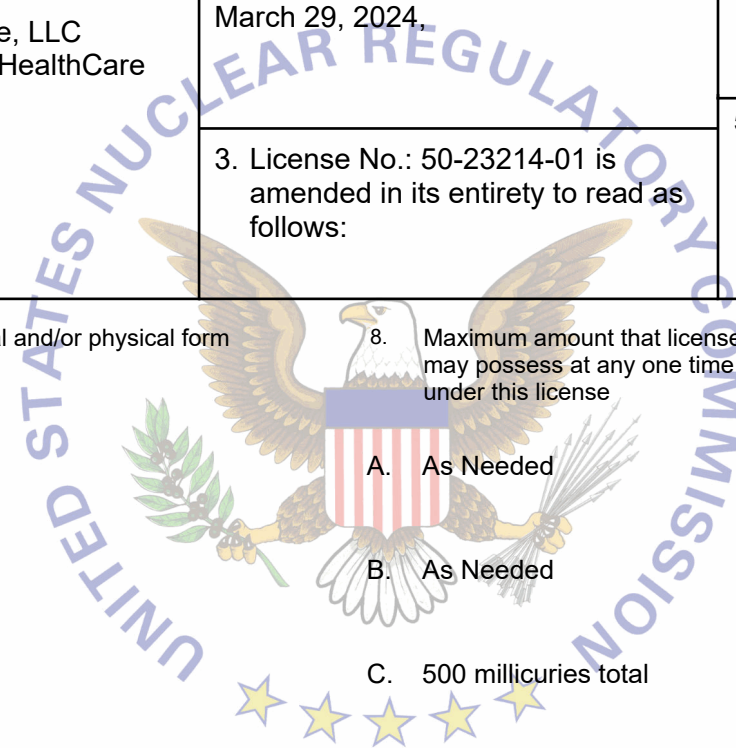 e, LLC
HealthCare
March 29, 2024,
3. License No.: 50-23214-01 is
amended in its entirety to read as
follows:
l and/or physical form
8. Maximum amount that license
may possess at any one time
under this license
A. As Needed
B. As Needed
C. 500 millicuries total
UNITED STATES NUCLEAR REGULATORY COMMISSION